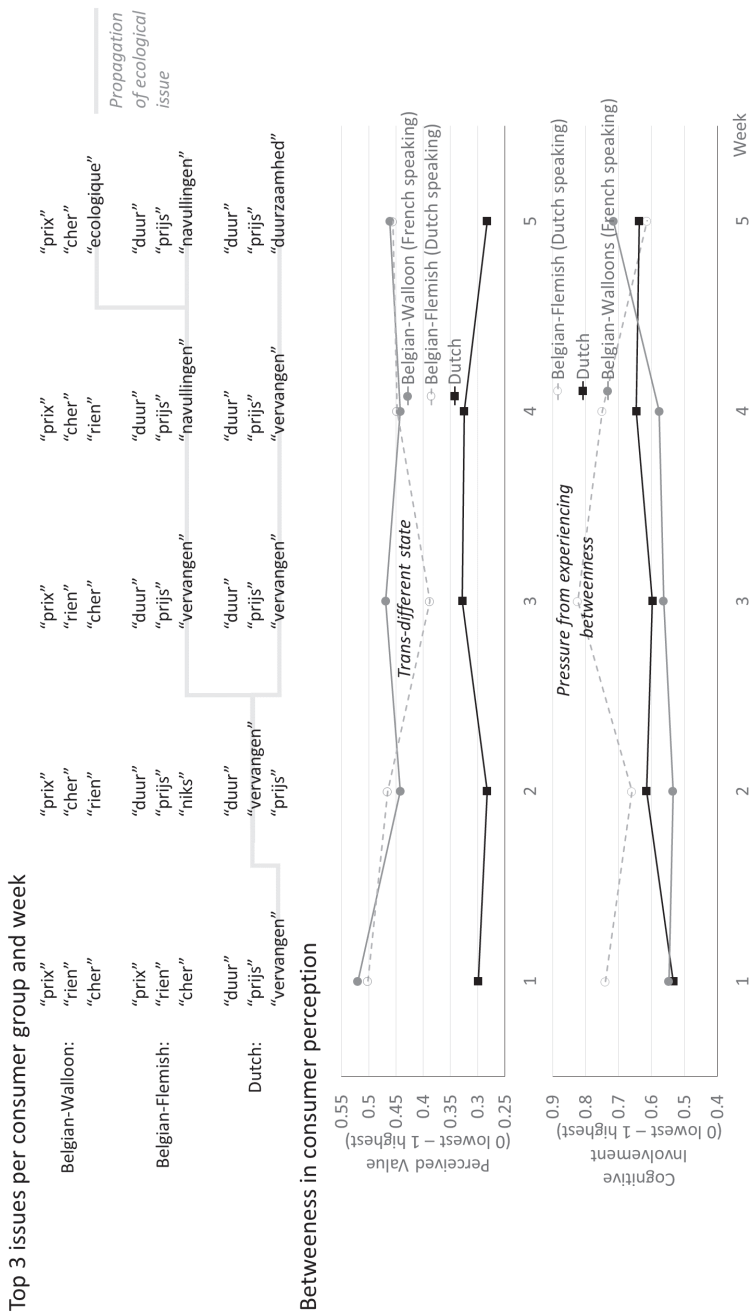 Top 3 issues per consumer group and week
Propagation
of ecological
issue
Belgian-Walloon:
“prix” “prix” “prix” “prix” “prix”
“rien” “cher” “rien” “cher” “cher”
“cher” “rien” “cher” “rien” “ecologique”
Belgian-Flemish:
“prix” “duur” “duur” “duur” “duur”
“rien” “prijs” “prijs” “prijs” “prijs”
“cher” “niks” “vervangen” “navullingen” “navullingen”
Dutch:
“duur” “duur” “duur” “duur” “duur”
“prijs” “vervangen” “prijs” “prijs” “prijs”
“vervangen” “prijs” “vervangen” “vervangen” “duurzaamhed”
Betweeness in consumer perception
Perceived Value
(0 lowest – 1 highest)
0.55
0.5
0.45
0.4
0.35
0.3
0.25
Trans-different state
Belgian-Walloon (French speaking)
Belgian-Flemish (Dutch speaking)
Dutch
1 2 3 4 5
Cognitive
Involvement
(0 lowest – 1 highest)
0.9
0.8
0.7
0.6
0.5
0.4
Pressure from experiencing
betweenness
Belgian-Flemish (Dutch speaking)
Dutch
Belgian-Walloons (French speaking)
1 2 3 4 5 Week